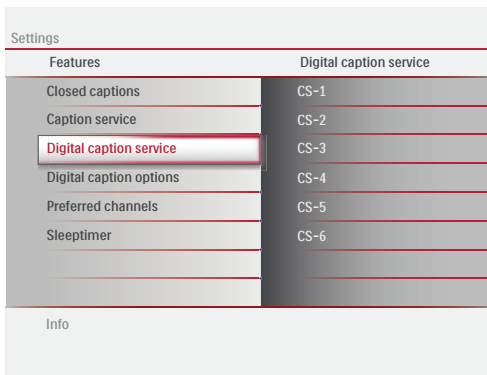 Settings
Features
Digital caption service
Closed captions
CS-1
Caption service
CS-2
Digital caption service
CS-3
Digital caption options
CS-4
Preferred channels
CS-5
Sleeptimer
CS-6
Info